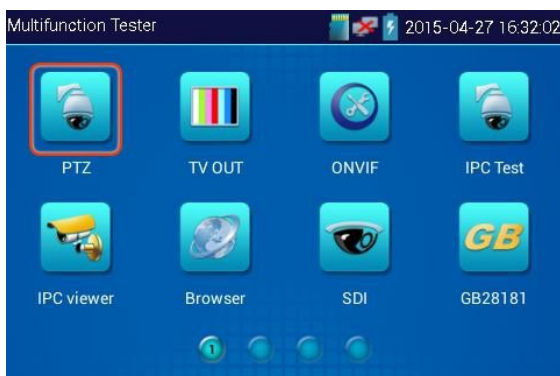 Multifunction Tester 2015-04-27 16:32:02
PTZ TV OUT ONVIF IPC Test
GB
IPC viewer Browser SDI GB28181
1